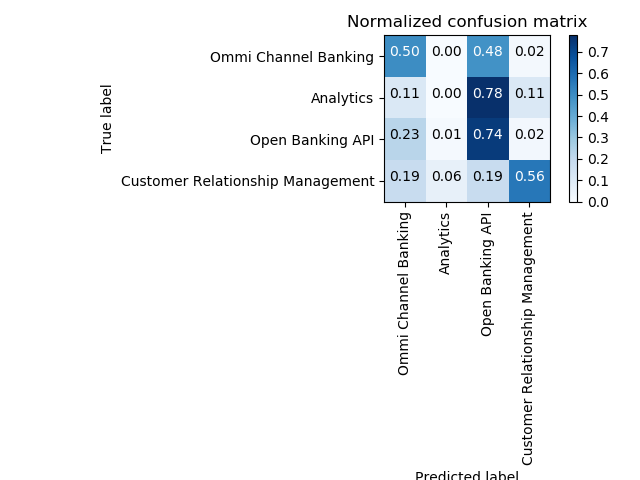 Normalized confusion matrix
True label
Ommi Channel Banking 0.50 0.00 0.48 0.02
Analytics 0.11 0.00 0.78 0.11
Open Banking API 0.23 0.01 0.74 0.02
Customer Relationship Management 0.19 0.06 0.19 0.56
0.7
0.6
0.5
0.4
0.3
0.2
0.1
0.0
Ommi Channel Banking
Analytics
Open Banking API
Customer Relationship Management
Predicted label